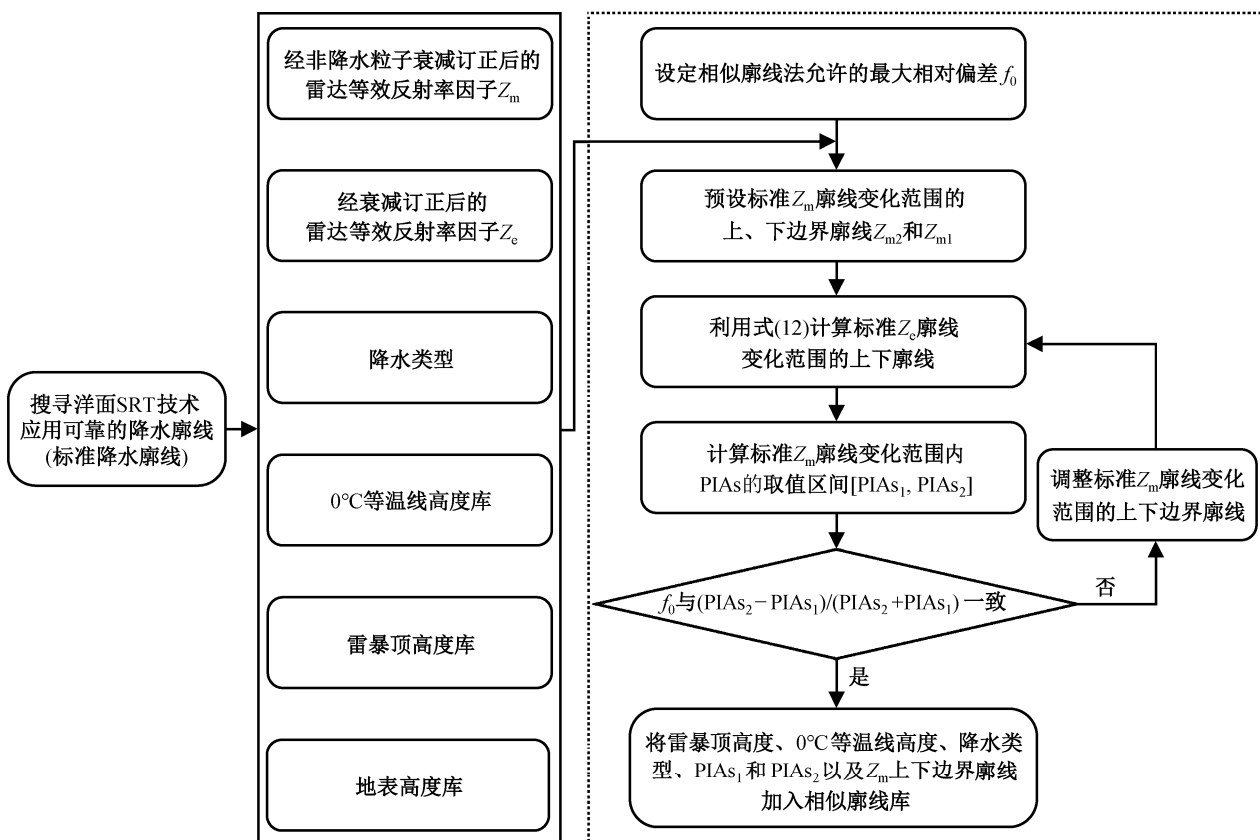 搜寻洋面SRT技术
应用可靠的降水廓线
(标准降水廓线)
经非降水粒子衰减订正后的
雷达等效反射率因子Zm
经衰减订正后的
雷达等效反射率因子Ze
降水类型
0℃等温线高度库
雷暴顶高度库
地表高度库
设定相似廓线法允许的最大相对偏差f0
预设标准Zm廓线变化范围的
上、下边界廓线Zm2和Zm1
利用式(12)计算标准Ze廓线
变化范围的上下廓线
计算标准Zm廓线变化范围内
PIAs的取值区间[PIAs1, PIAs2]
调整标准Zm廓线变化
范围的上下边界廓线
f0与(PIAs2−PIAs1)/(PIAs2+PIAs1)一致
否
是
将雷暴顶高度、0℃等温线高度、降水类
型、PIAs1和PIAs2以及Zm上下边界廓线
加入相似廓线库